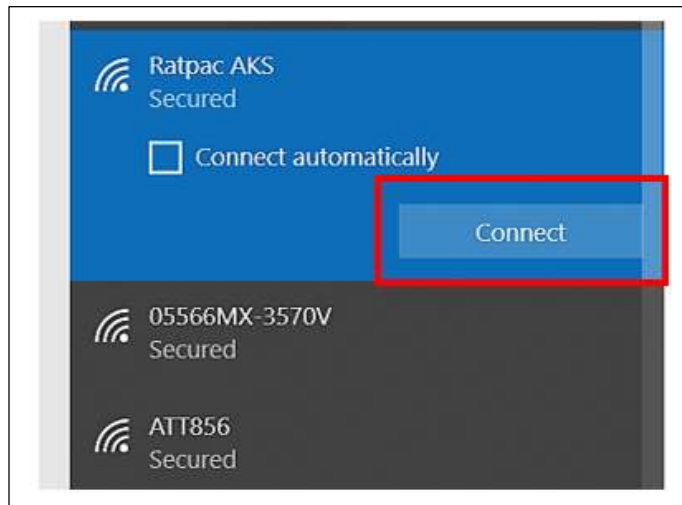 Ratpac AKS
Secured
Connect automatically
Connect
05566MX-3570V
Secured
ATT856
Secured